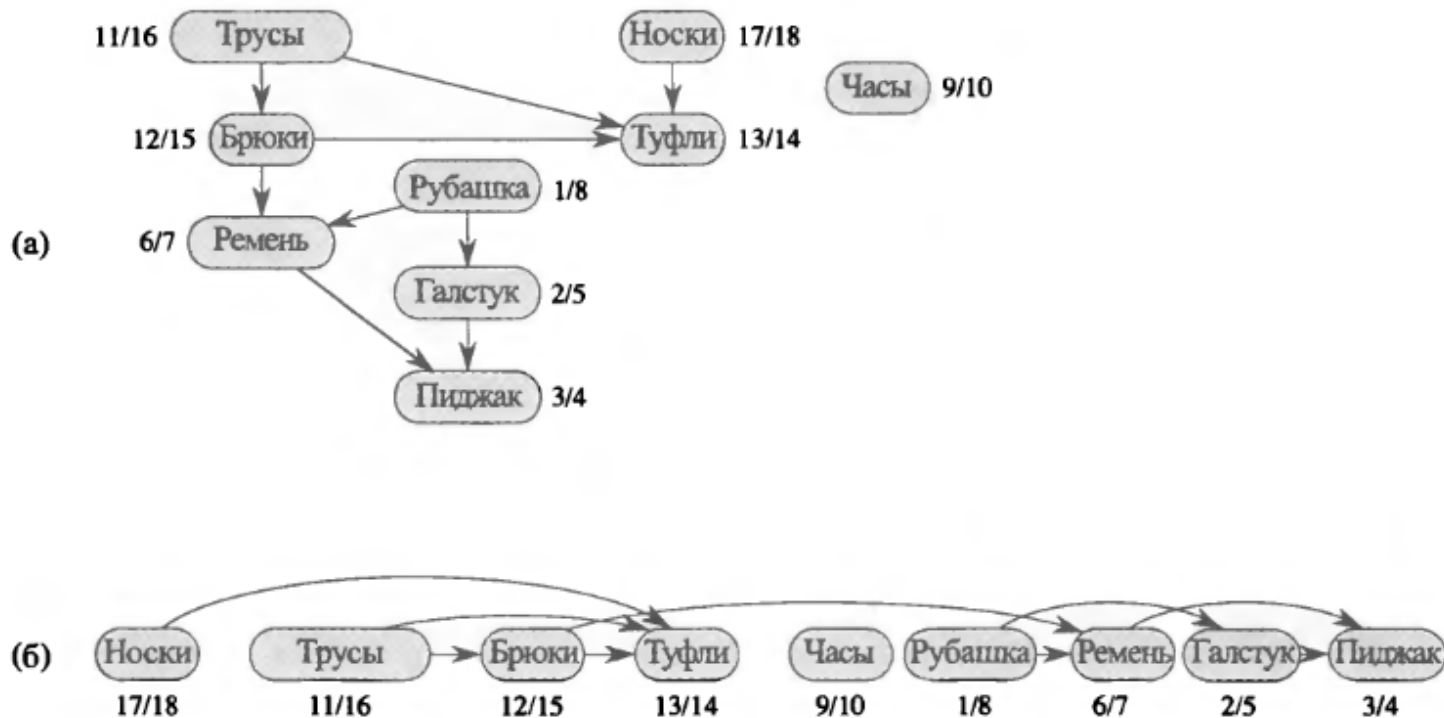 11/16 Трусы
Носки 17/18
Часы 9/10
12/15 Брюки
Туфли 13/14
Рубашка 1/8
(а)
6/7 Ремень
Галстук 2/5
Пиджак 3/4
(б)
Носки Трусы Брюки Туфли Часы Рубашка Ремень Галстук Пиджак
17/18 11/16 12/15 13/14 9/10 1/8 6/7 2/5 3/4